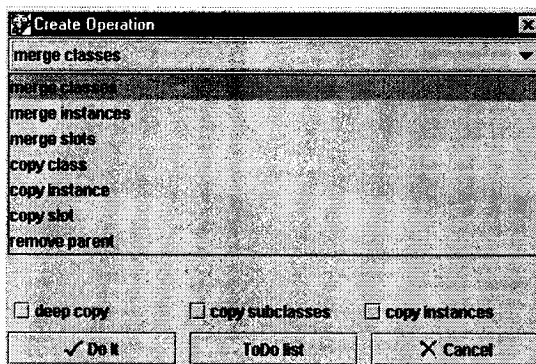 Create Operation
merge classes
merge classes
merge instances
merge slots
copy class
copy instance
copy slot
remove parent
deep copy copy subclasses copy instances
Do It ToDo list Cancel